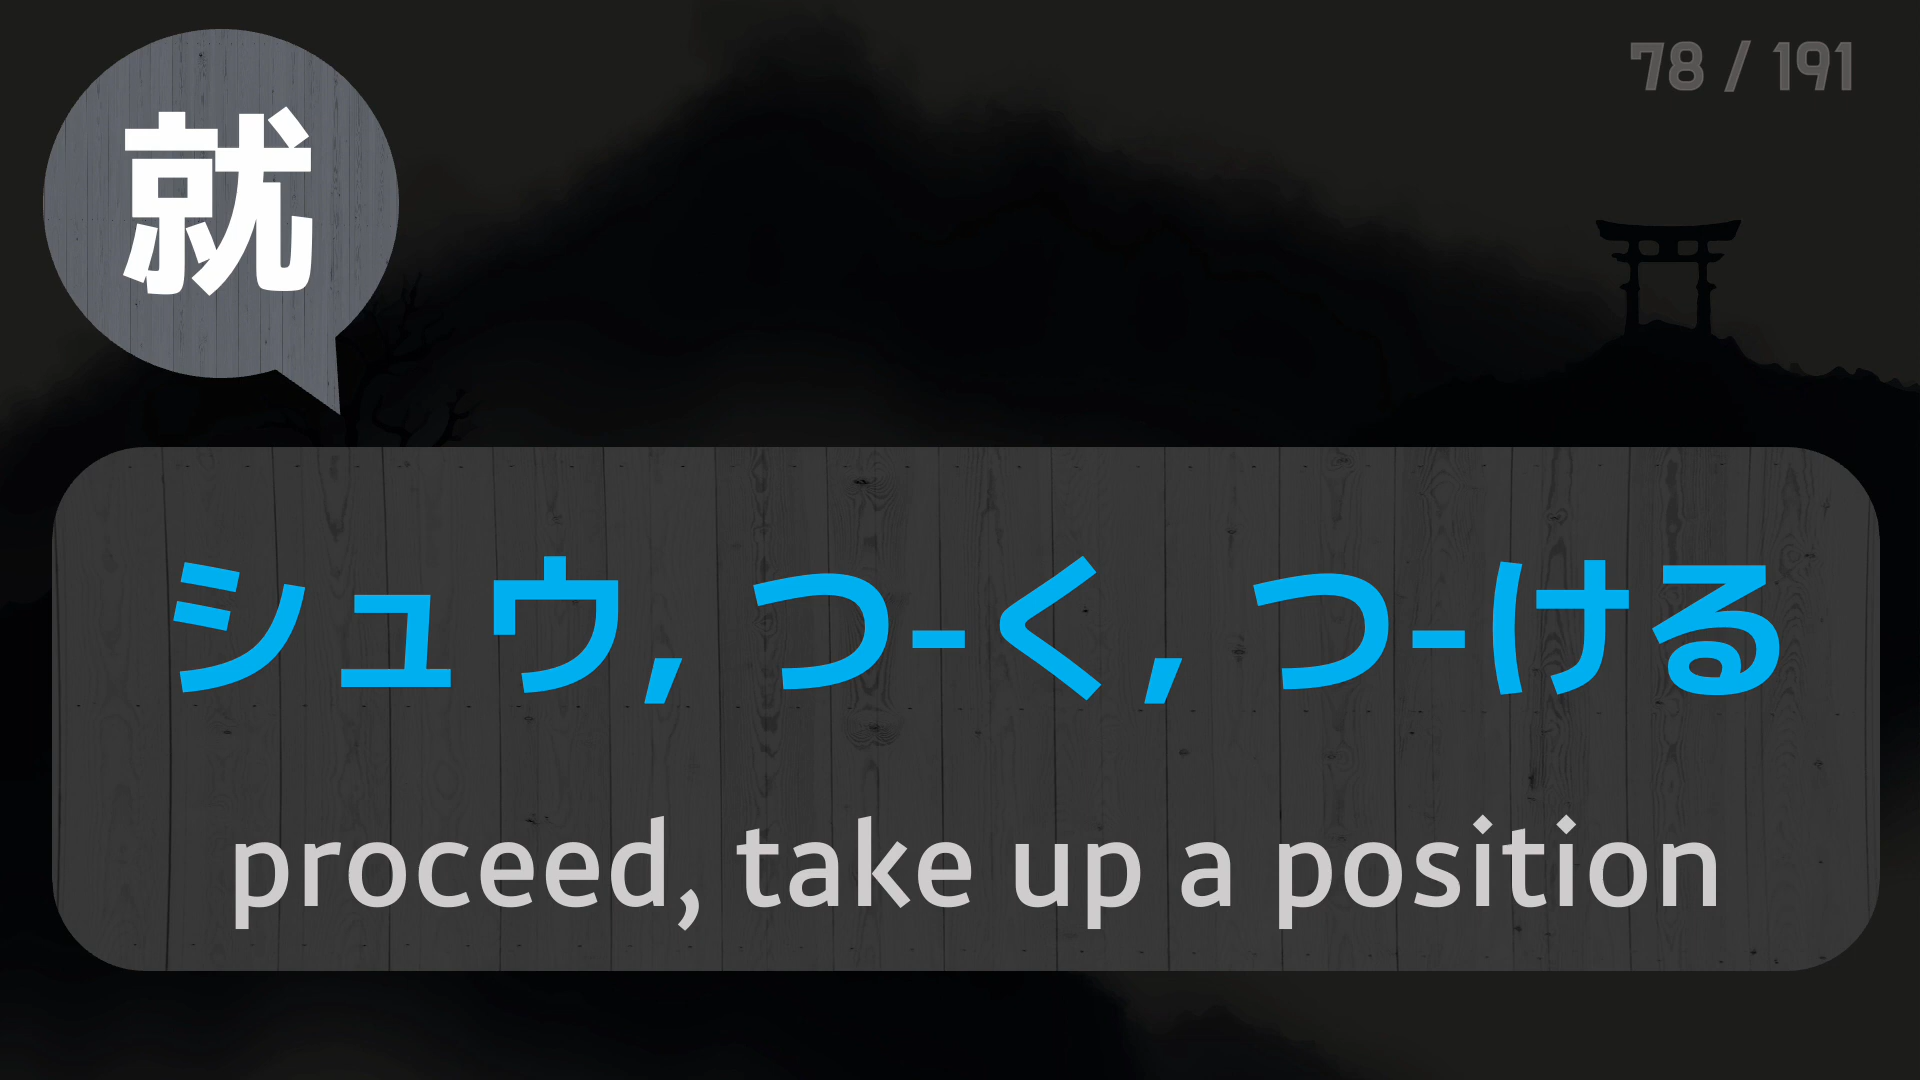 就
78 / 191
シュウ, つ-く, つ-ける
proceed, take up a position